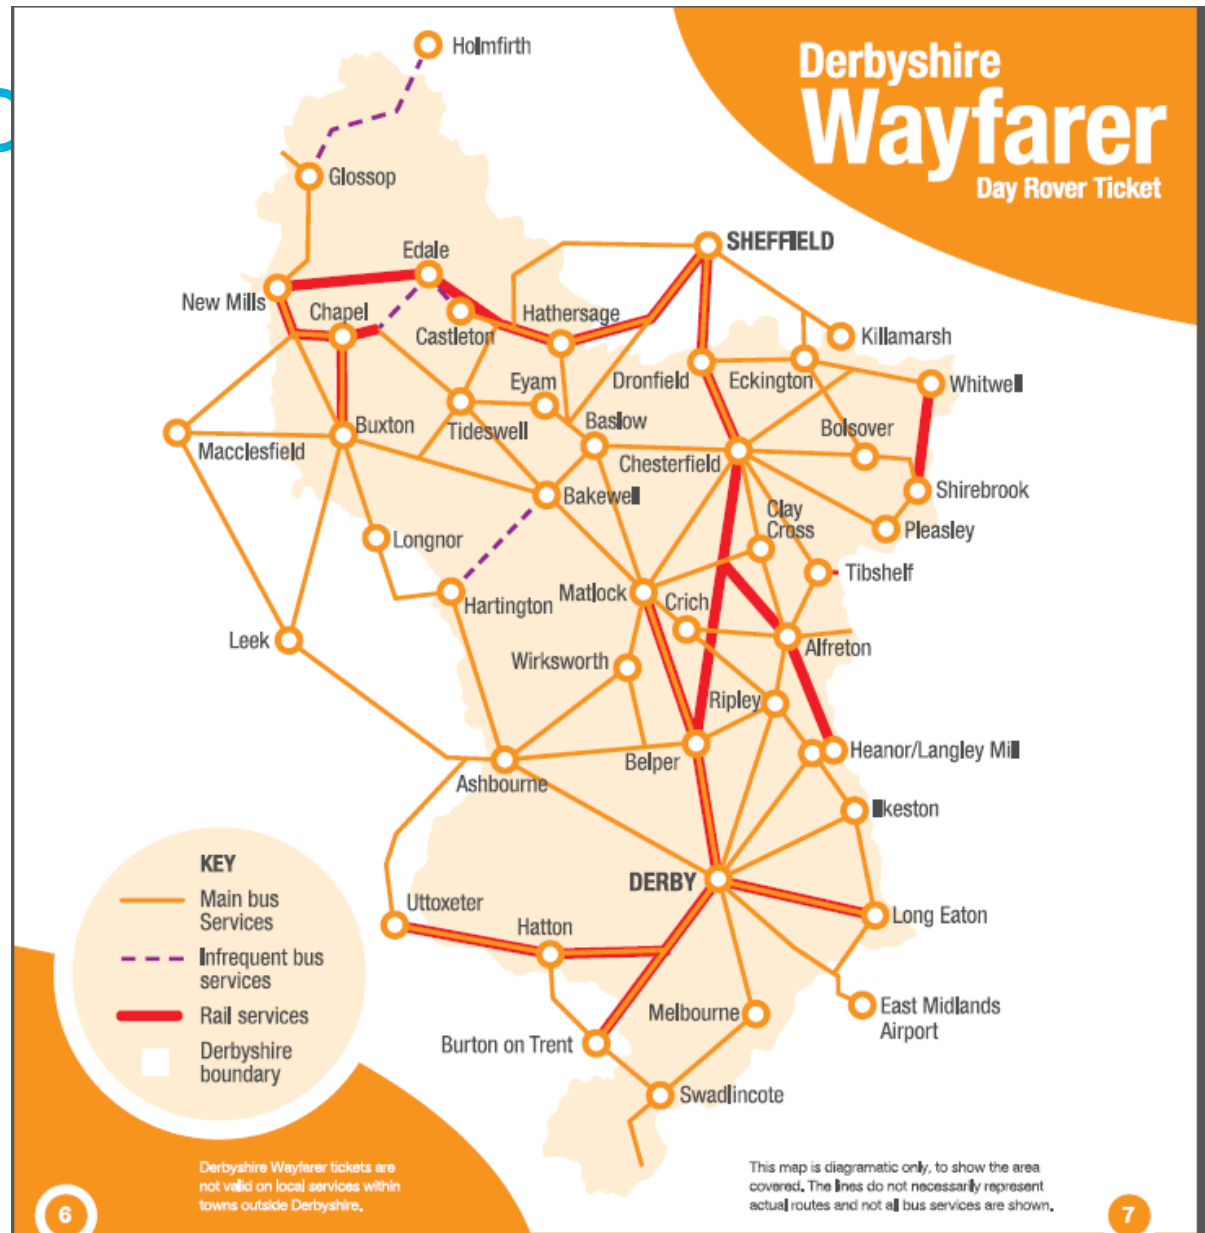 Derbyshire
Wayfarer
Day Rover Ticket
Holmfirth
Glossop
SHEFFIELD
Edale
New Mills
Chapel
Castleton
Hathersage
Killamarsh
Dronfield
Eckington
Whitwell
Eyam
Baslow
Bolsover
Buxton
Tideswell
Macclesfield
Chesterfield
Bakewell
Shirebrook
Clay
Cross
Pleasley
Longnor
Tibshelf
Matlock
Crich
Hartington
Leek
Alfreton
Wirksworth
Ripley
Heanor/Langley Mill
Belper
Ashbourne
Ilkeston
KEY
Main bus
Services
Infrequent bus
services
Rail services
Derbyshire
boundary
DERBY
Uttoxeter
Long Eaton
Hatton
Melbourne
East Midlands
Airport
Burton on Trent
Swadlincote
Derbyshire Wayfarer tickets are
not valid on local services within
towns outside Derbyshire.
This map is diagramatic only, to show the area
covered. The lines do not necessarily represent
actual routes and not all bus services are shown.
6
7